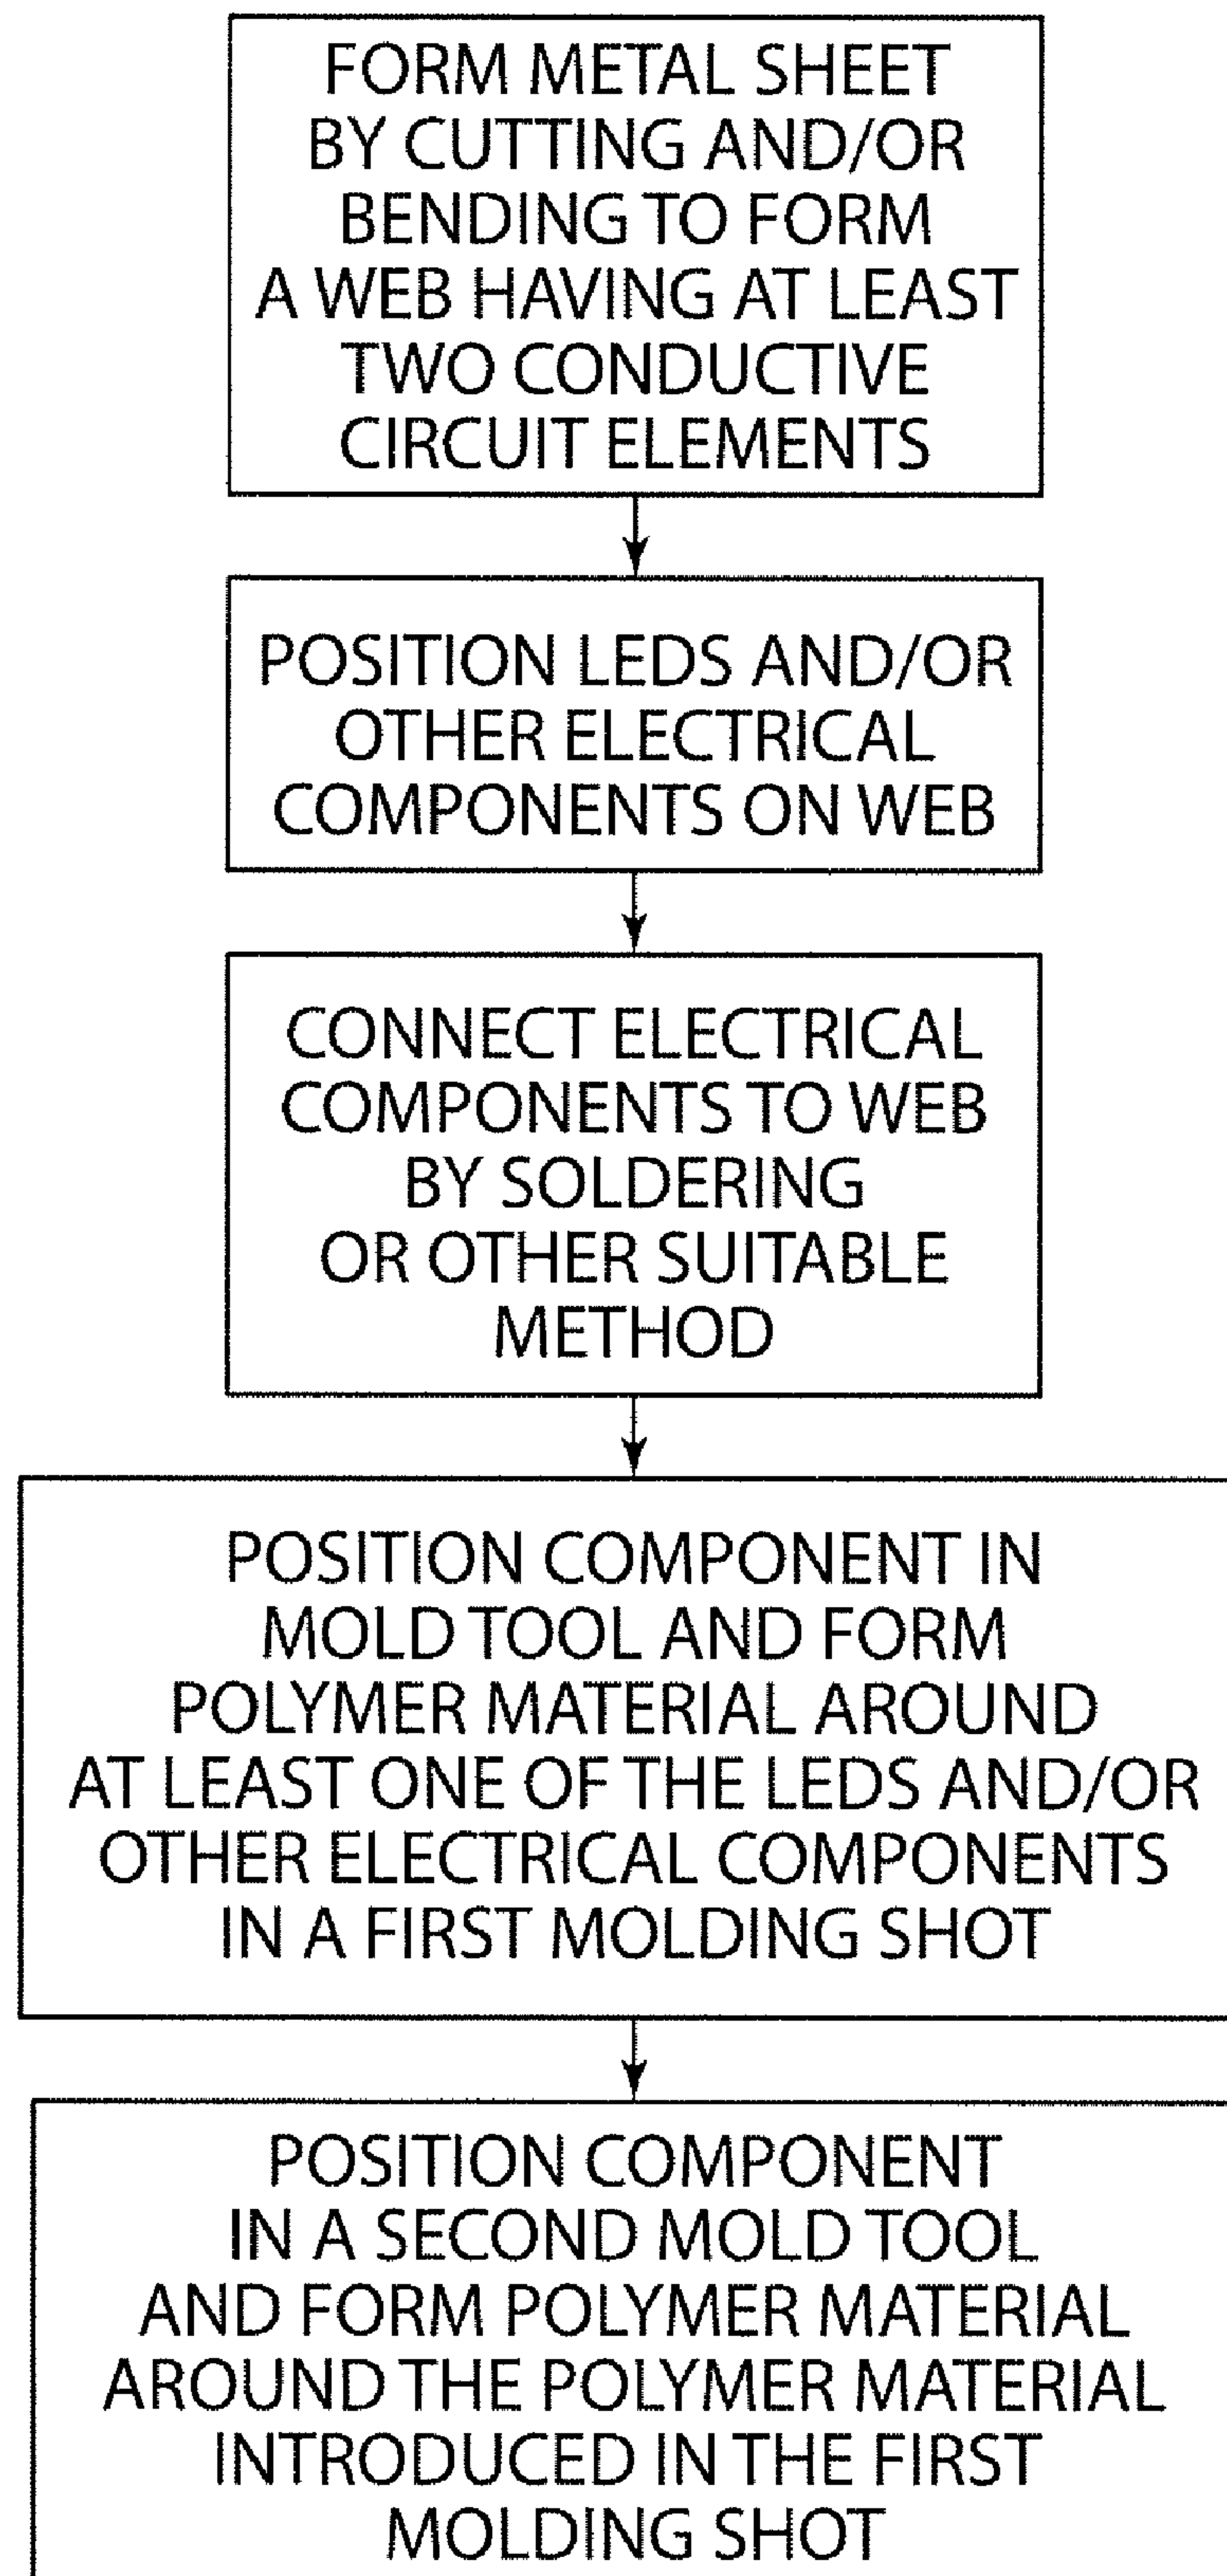 FORM METAL SHEET
BY CUTTING AND/OR
BENDING TO FORM
A WEB HAVING AT LEAST
TWO CONDUCTIVE
CIRCUIT ELEMENTS
POSITION LEDS AND/OR
OTHER ELECTRICAL
COMPONENTS ON WEB
CONNECT ELECTRICAL
COMPONENTS TO WEB
BY SOLDERING
OR OTHER SUITABLE
METHOD
POSITION COMPONENT IN
MOLD TOOL AND FORM
POLYMER MATERIAL AROUND
AT LEAST ONE OF THE LEDS AND/OR
OTHER ELECTRICAL COMPONENTS
IN A FIRST MOLDING SHOT
POSITION COMPONENT
IN A SECOND MOLD TOOL
AND FORM POLYMER MATERIAL
AROUND THE POLYMER MATERIAL
INTRODUCED IN THE FIRST
MOLDING SHOT